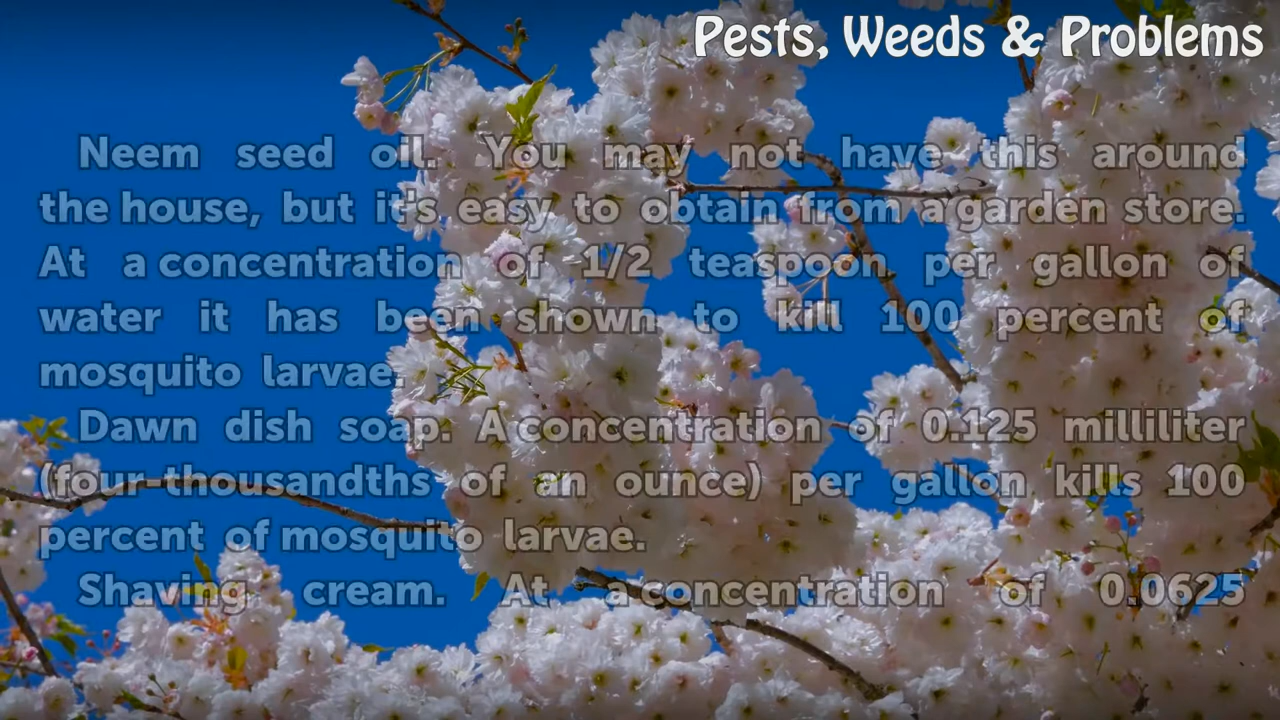 Pests, Weeds & Problems
Neem seed oil. You may not have this around
the house, but it's easy to obtain from a garden store.
At a concentration of 1/2 teaspoon per gallon of
water it has been shown to kill 100 percent of
mosquito larvae.
Dawn dish soap. A concentration of 0.125 milliliter
(four thousandths of an ounce) per gallon kills 100
percent of mosquito larvae.
Shaving cream. At a concentration of 0.0625